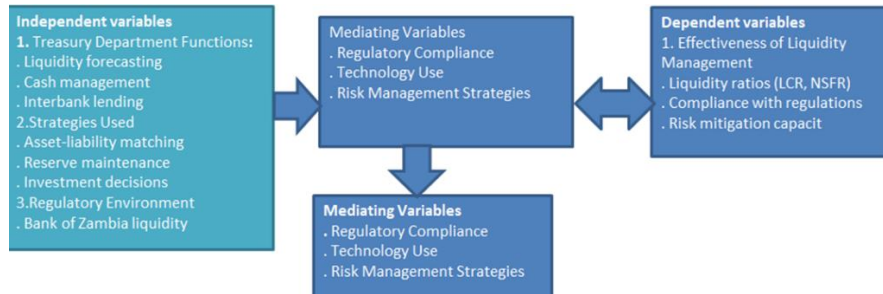 Independent variables
1. Treasury Department Functions:
. Liquidity forecasting
. Cash management
. Interbank lending
2.Strategies Used
. Asset-liability matching
. Reserve maintenance
. Investment decisions
3.Regulatory Environment
. Bank of Zambia liquidity
Mediating Variables
. Regulatory Compliance
. Technology Use
. Risk Management Strategies
Dependent variables
1. Effectiveness of Liquidity
Management
. Liquidity ratios (LCR, NSFR)
. Compliance with regulations
. Risk mitigation capacit
Mediating Variables
. Regulatory Compliance
. Technology Use
. Risk Management Strategies